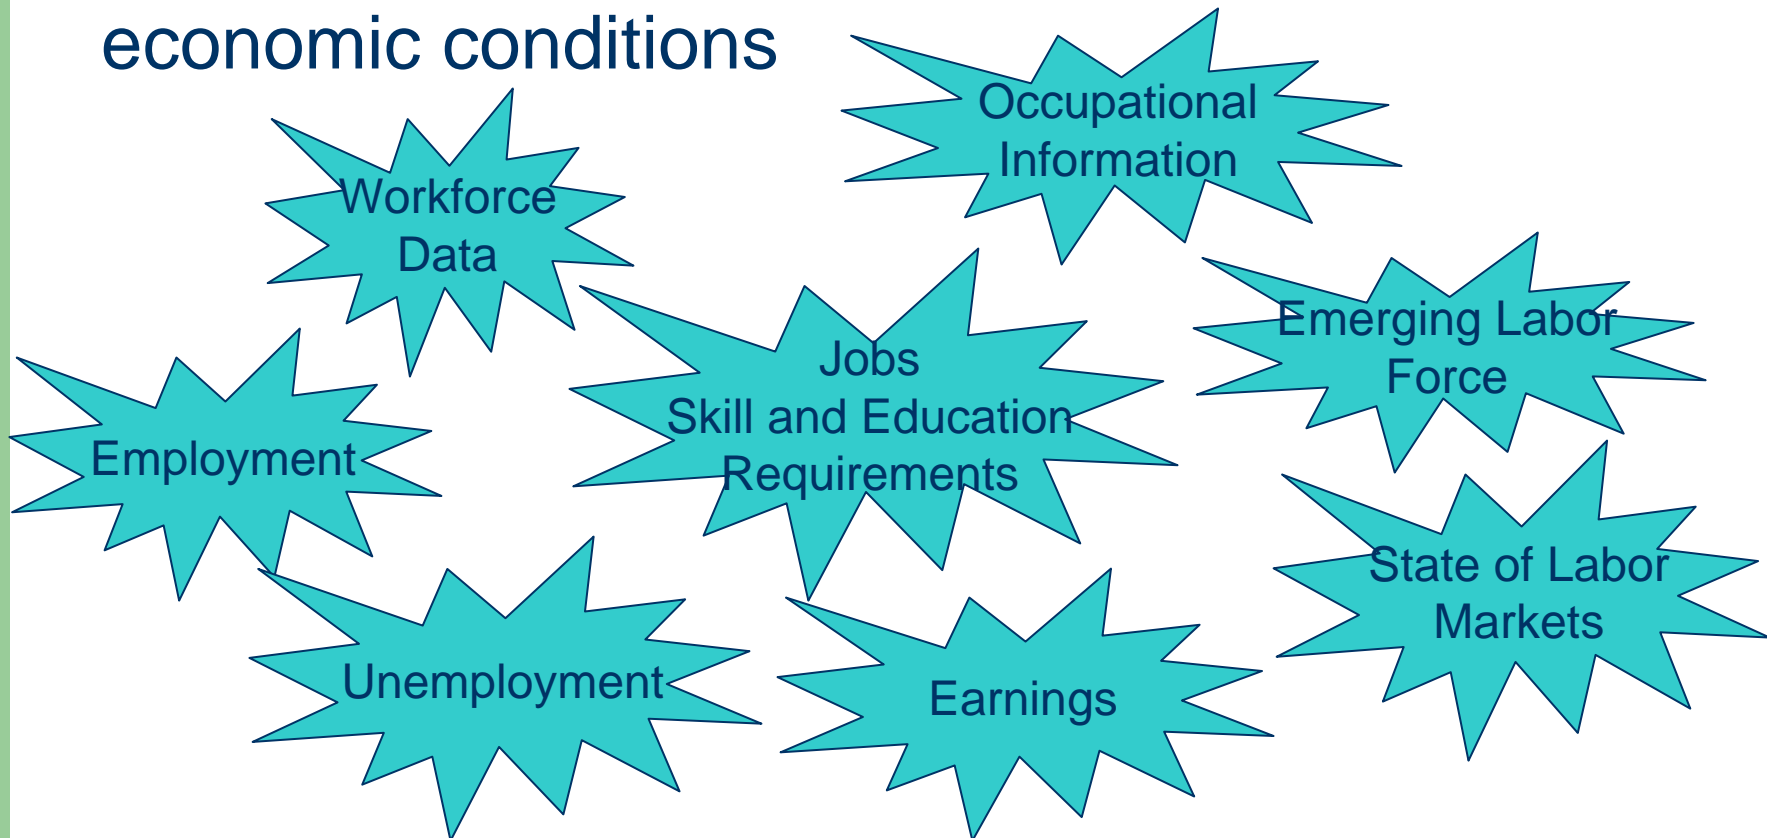 economic conditions
Occupational
Information
Workforce
Data
Emerging Labor
Force
Jobs
Skill and Education
Requirements
Employment
State of Labor
Markets
Unemployment
Earnings